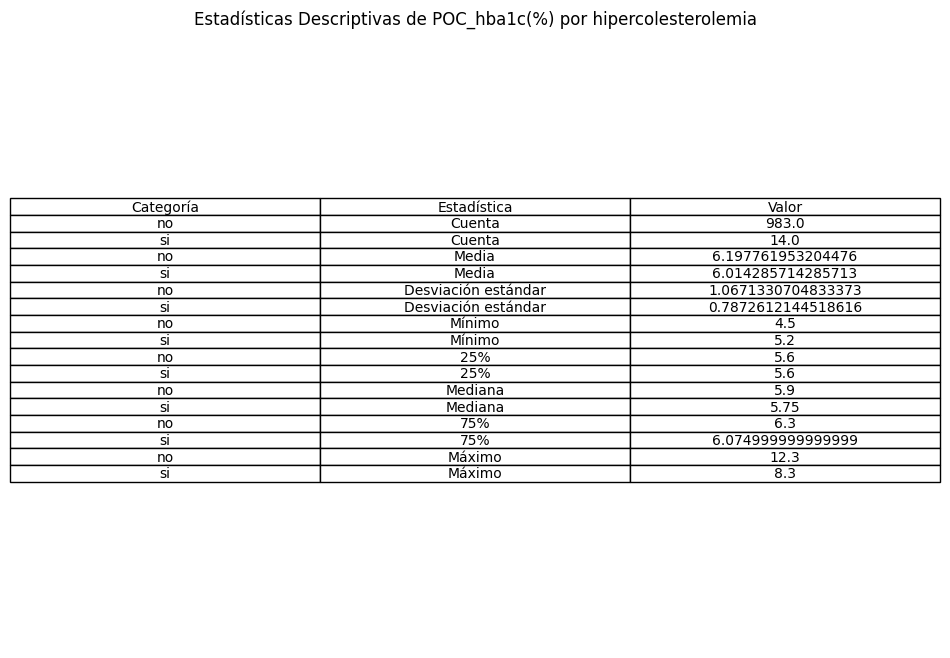 Estadísticas Descriptivas de POC_hba1c(%) por hipercolesterolemia
Categoría Estadística Valor
no Cuenta 983.0
si Cuenta 14.0
no Media 6.197761953204476
si Media 6.014285714285713
no Desviación estándar 1.0671330704833373
si Desviación estándar 0.7872612144518616
no Mínimo 4.5
si Mínimo 5.2
no 25% 5.6
si 25% 5.6
no Mediana 5.9
si Mediana 5.75
no 75% 6.3
si 75% 6.074999999999999
no Máximo 12.3
si Máximo 8.3